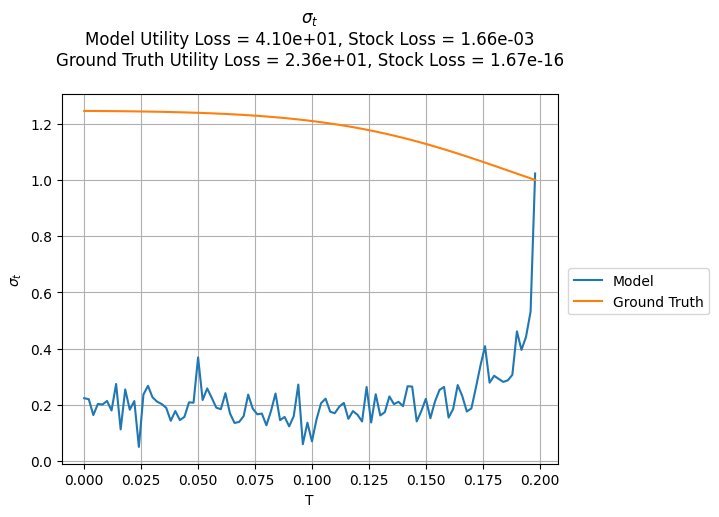 σt
Model Utility Loss = 4.10e+01, Stock Loss = 1.66e-03
Ground Truth Utility Loss = 2.36e+01, Stock Loss = 1.67e-16
1.2
1.0
0.8
0.6
0.4
0.2
0.0
σt
0.000 0.025 0.050 0.075 0.100 0.125 0.150 0.175 0.200
T
Model
Ground Truth